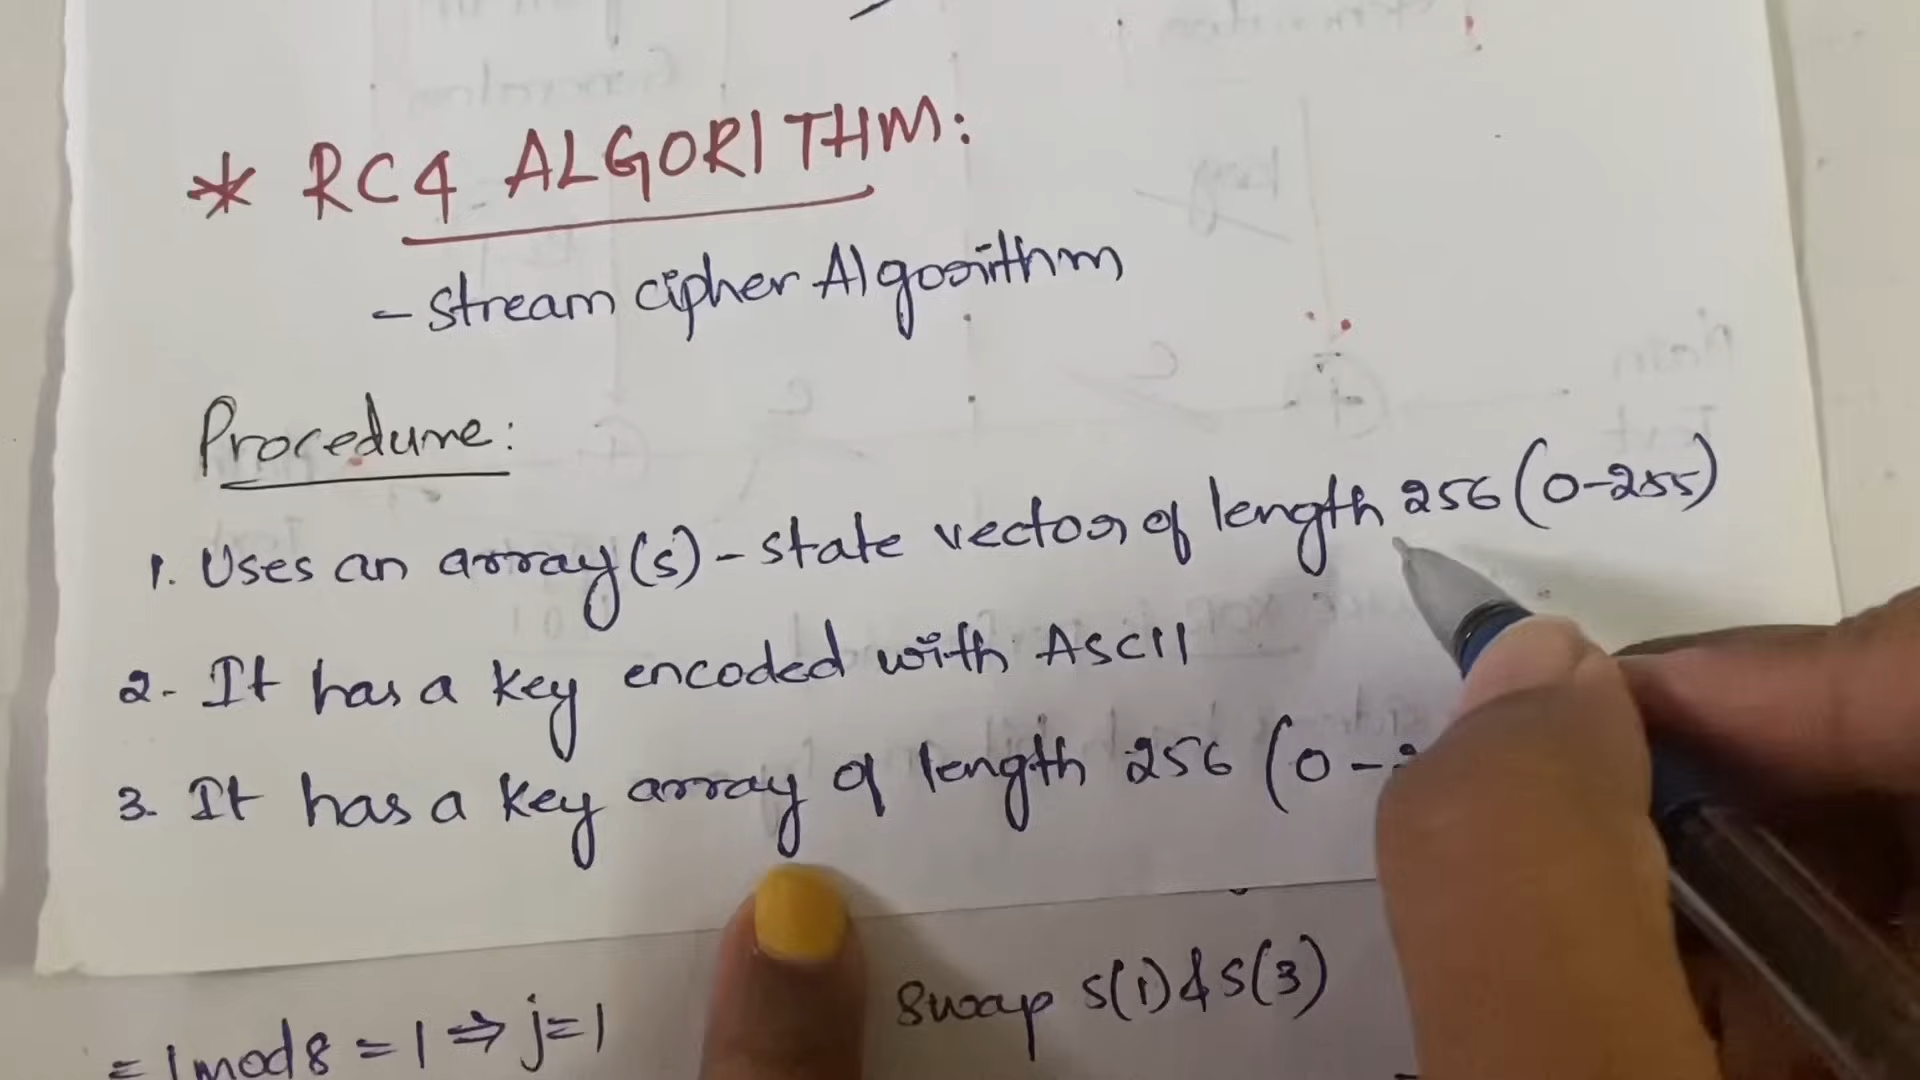 * RC4 ALGORITHM:
- Stream cipher Algorithm
Procedure:
1. Uses an array(s) - state vector of length 256 (0-255)
2. It has a key encoded with ASCII
3. It has a key array of length 256 (0-
Swap S(1) & S(3)
= 1 mod 8 = 1 ⇒ j = 1